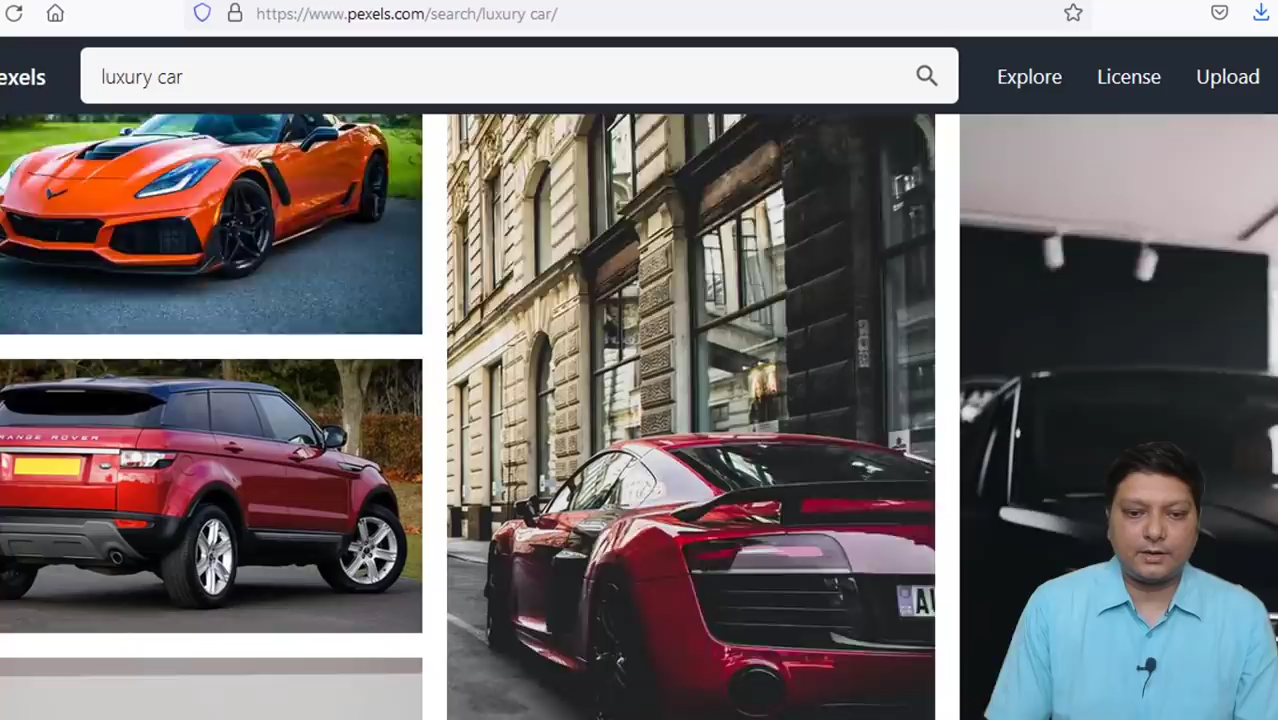 https://www.pexels.com/search/luxury car/
exels
luxury car
Explore
License
Upload
RANGE ROVER